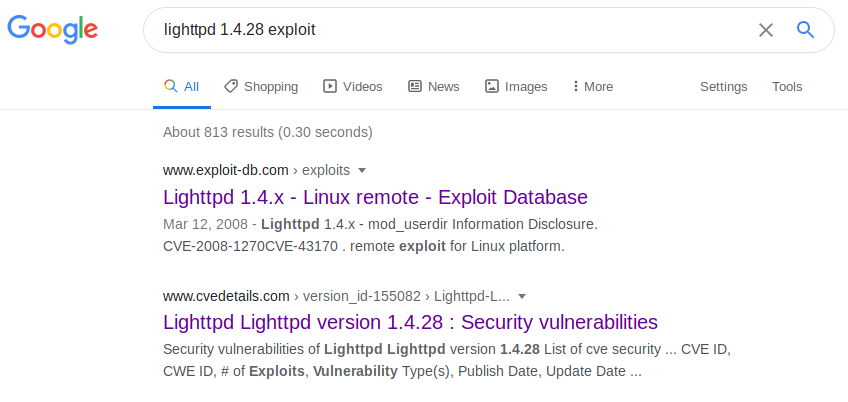 Google
lighttpd 1.4.28 exploit
All Shopping Videos News Images More Settings Tools
About 813 results (0.30 seconds)
www.exploit-db.com › exploits
Lighttpd 1.4.x - Linux remote - Exploit Database
Mar 12, 2008 - Lighttpd 1.4.x - mod_userdir Information Disclosure.
CVE-2008-1270CVE-43170 . remote exploit for Linux platform.
www.cvedetails.com › version_id-155082 › Lighttpd-L...
Lighttpd Lighttpd version 1.4.28 : Security vulnerabilities
Security vulnerabilities of Lighttpd Lighttpd version 1.4.28 List of cve security ... CVE ID,
CWE ID, # of Exploits, Vulnerability Type(s), Publish Date, Update Date ...